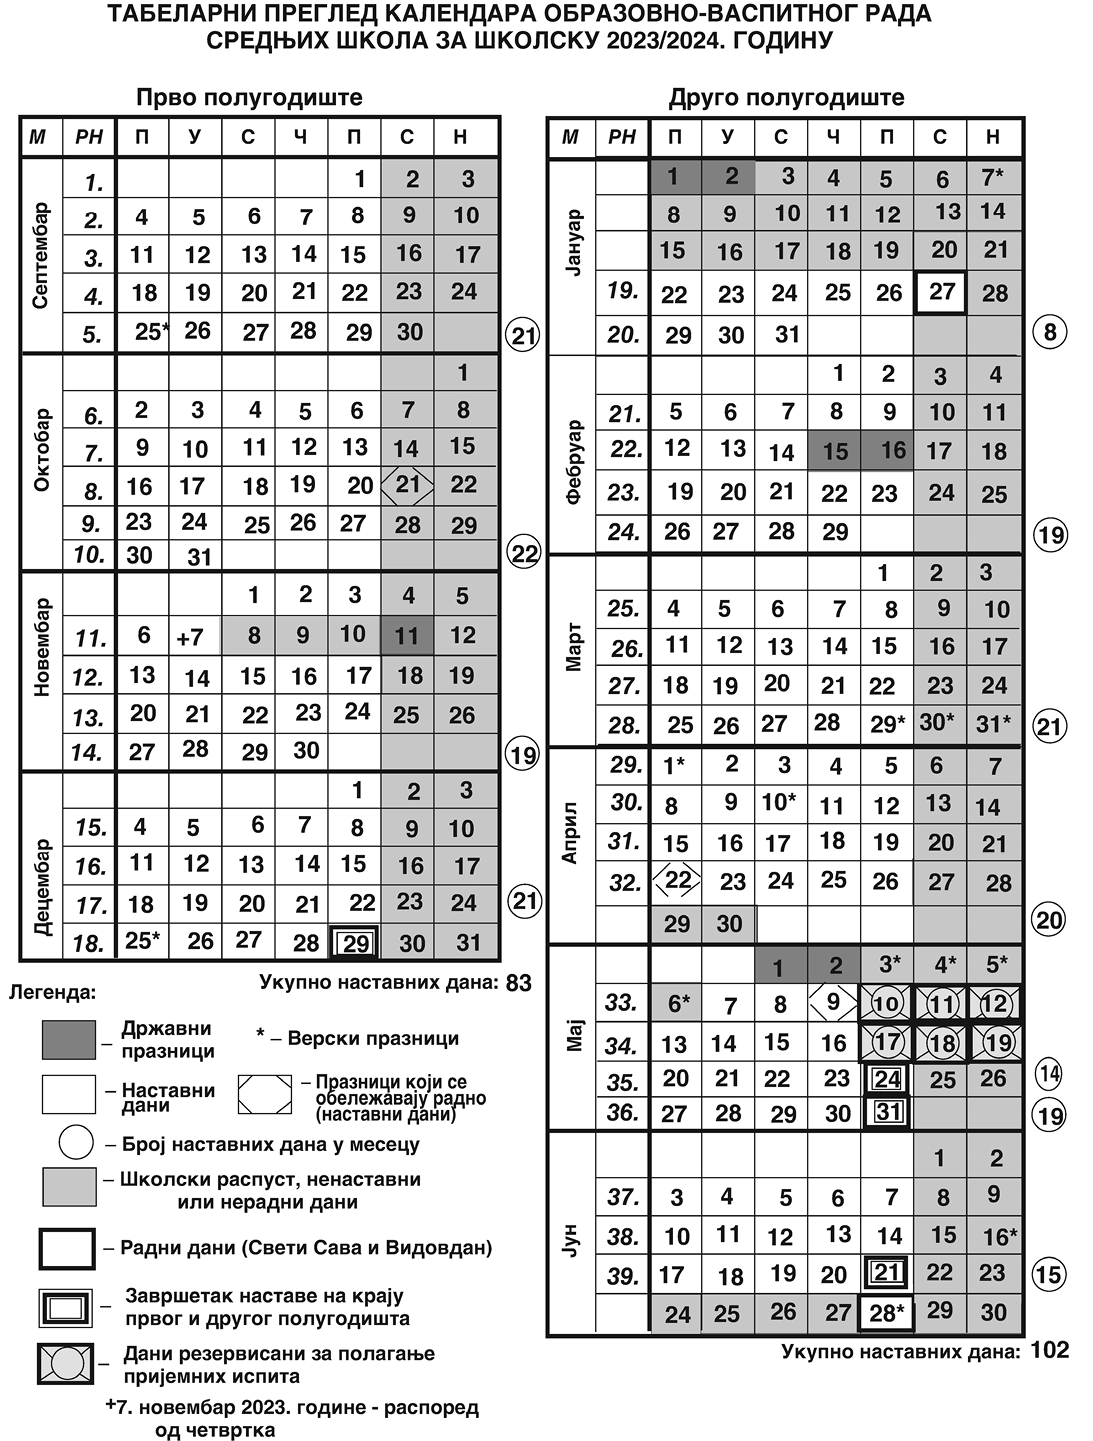 ТАБЕЛАРНИ ПРЕГЛЕД КАЛЕНДАРА ОБРАЗОВНО-ВАСПИТНОГ РАДА
СРЕДЊИХ ШКОЛА ЗА ШКОЛСКУ 2023/2024. ГОДИНУ
Прво полугодиште
М РН П У С Ч П С Н
Септембар
1. 1 2 3
2. 4 5 6 7 8 9 10
3. 11 12 13 14 15 16 17
4. 18 19 20 21 22 23 24
5. 25* 26 27 28 29 30
21
Октобар
1
6. 2 3 4 5 6 7 8
7. 9 10 11 12 13 14 15
8. 16 17 18 19 20 21 22
9. 23 24 25 26 27 28 29
10. 30 31
22
Новембар
1 2 3 4 5
11. 6 +7 8 9 10 11 12
12. 13 14 15 16 17 18 19
13. 20 21 22 23 24 25 26
14. 27 28 29 30
19
Децембар
1 2 3
15. 4 5 6 7 8 9 10
16. 11 12 13 14 15 16 17
17. 18 19 20 21 22 23 24
21
18. 25* 26 27 28 29 30 31
Укупно наставних дана: 83
Друго полугодиште
М РН П У С Ч П С Н
Јануар
1 2 3 4 5 6 7*
8 9 10 11 12 13 14
15 16 17 18 19 20 21
19. 22 23 24 25 26 27 28
20. 29 30 31
8
Фебруар
1 2 3 4
21. 5 6 7 8 9 10 11
22. 12 13 14 15 16 17 18
23. 19 20 21 22 23 24 25
24. 26 27 28 29
19
Март
1 2 3
25. 4 5 6 7 8 9 10
26. 11 12 13 14 15 16 17
27. 18 19 20 21 22 23 24
28. 25 26 27 28 29* 30* 31*
21
Април
29. 1* 2 3 4 5 6 7
30. 8 9 10* 11 12 13 14
31. 15 16 17 18 19 20 21
32. 22 23 24 25 26 27 28
29 30
20
Мај
1 2 3* 4* 5*
33. 6* 7 8 9 10 11 12
34. 13 14 15 16 17 18 19
35. 20 21 22 23 24 25 26
14
36. 27 28 29 30 31
19
Јун
1 2
37. 3 4 5 6 7 8 9
38. 10 11 12 13 14 15 16*
39. 17 18 19 20 21 22 23
15
24 25 26 27 28* 29 30
Укупно наставних дана: 102
Легенда:
– Државни
празници
* – Верски празници
– Наставни
дани
– Празници који се
обележавају радно
(наставни дани)
– Број наставних дана у месецу
– Школски распуст, ненаставни
или нерадни дани
– Радни дани (Свети Сава и Видовдан)
– Завршетак наставе на крају
првог и другог полугодишта
– Дани резервисани за полагање
пријемних испита
+7. новембар 2023. године - распоред
од четвртка